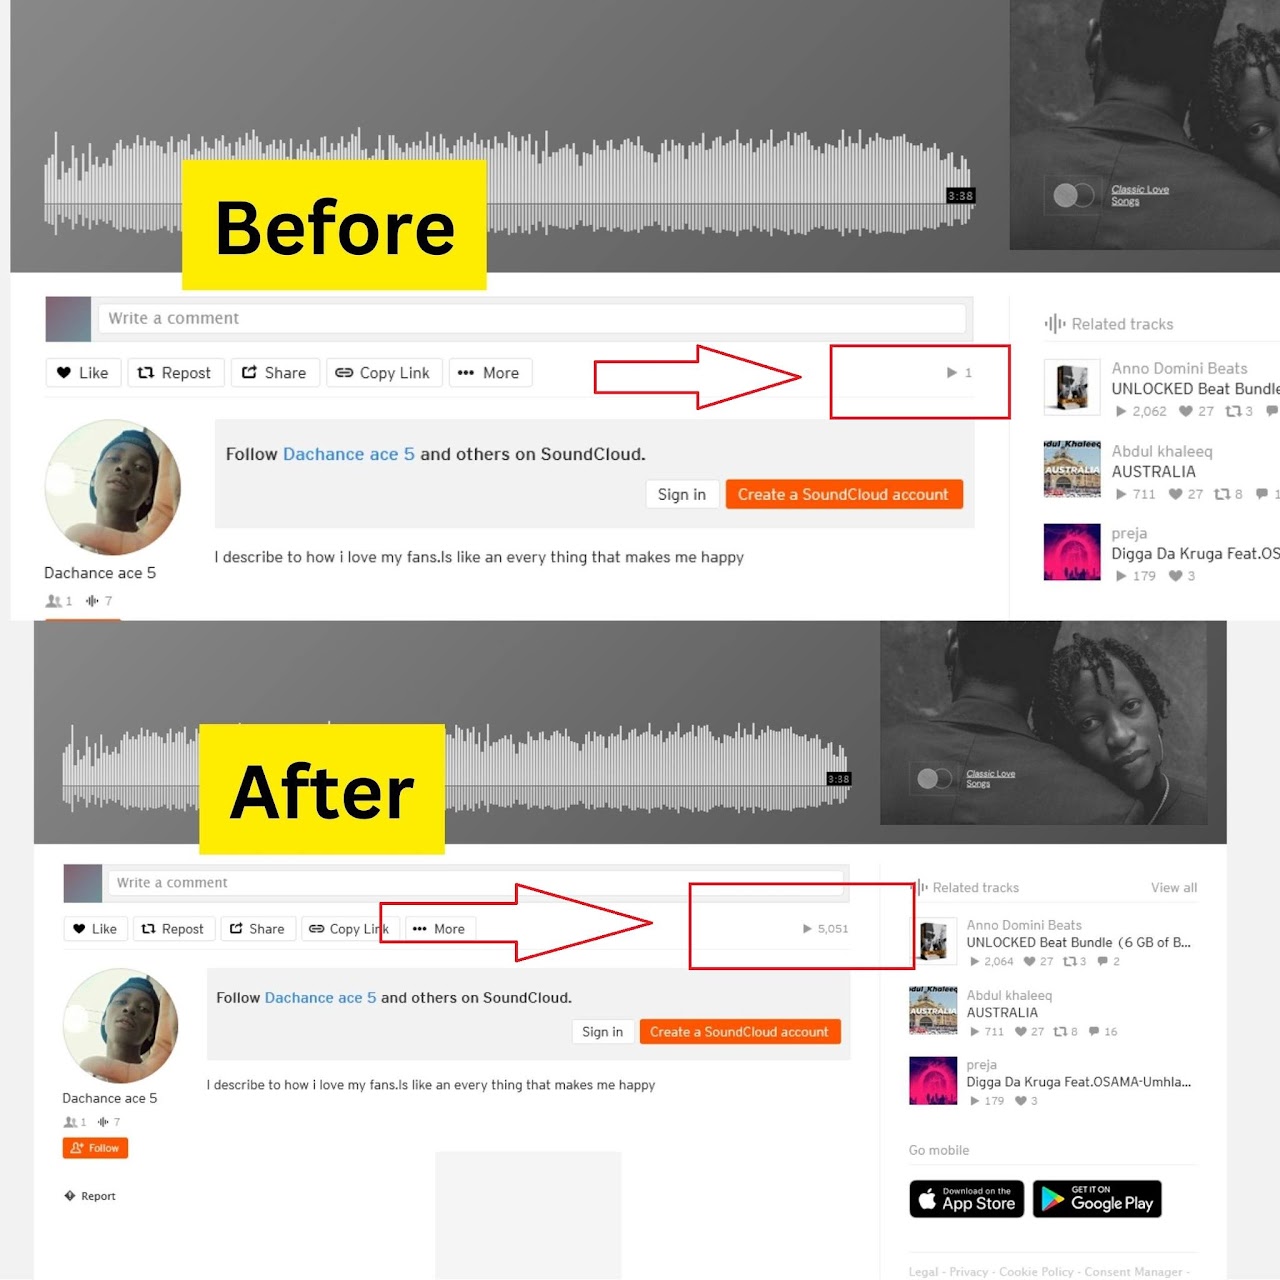 3:38
Classic Love
Songs
Before
Write a comment
Like
Repost
Share
Copy Link
More
1
Related tracks
Anno Domini Beats
UNLOCKED Beat Bundle
2,062 27 3
Abdul khaleeq
AUSTRALIA
711 27 8 1
preja
Digga Da Kruga Feat.OS
179 3
dul_Khaleeq
AUSTRALIA
Follow Dachance ace 5 and others on SoundCloud.
Sign in
Create a SoundCloud account
I describe to how i love my fans.Is like an every thing that makes me happy
Dachance ace 5
1 7
3:38
Classic Love
Songs
After
Write a comment
Like
Repost
Share
Copy Link
More
5,051
Related tracks
View all
Anno Domini Beats
UNLOCKED Beat Bundle (6 GB of B...
2,064 27 3 2
Abdul khaleeq
AUSTRALIA
711 27 8 16
dul_Khaleeq
AUSTRALIA
preja
Digga Da Kruga Feat.OSAMA-Umhla...
179 3
Follow Dachance ace 5 and others on SoundCloud.
Sign in
Create a SoundCloud account
I describe to how i love my fans.Is like an every thing that makes me happy
Dachance ace 5
1 7
Follow
Report
Go mobile
Download on the
App Store
GET IT ON
Google Play
Legal - Privacy - Cookie Policy - Consent Manager -